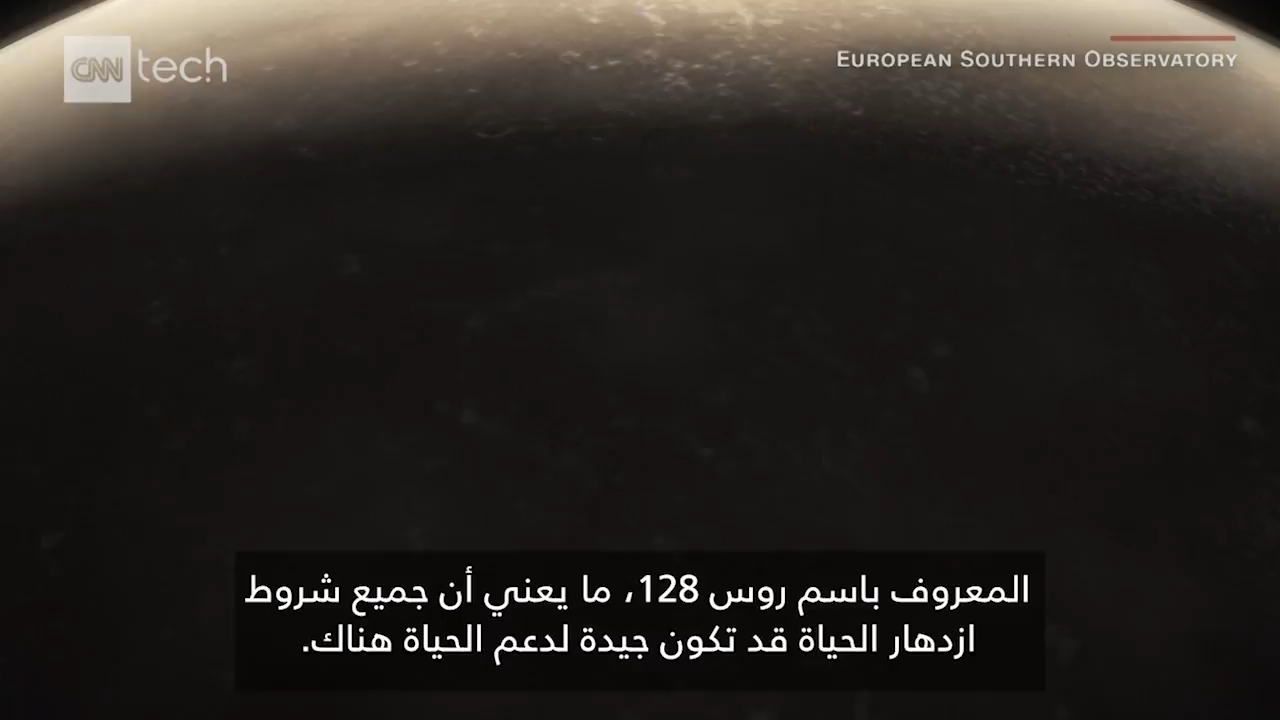 CNN tech
EUROPEAN SOUTHERN OBSERVATORY
المعروف باسم روس 128، ما يعني أن جميع شروط
ازدهار الحياة قد تكون جيدة لدعم الحياة هناك.